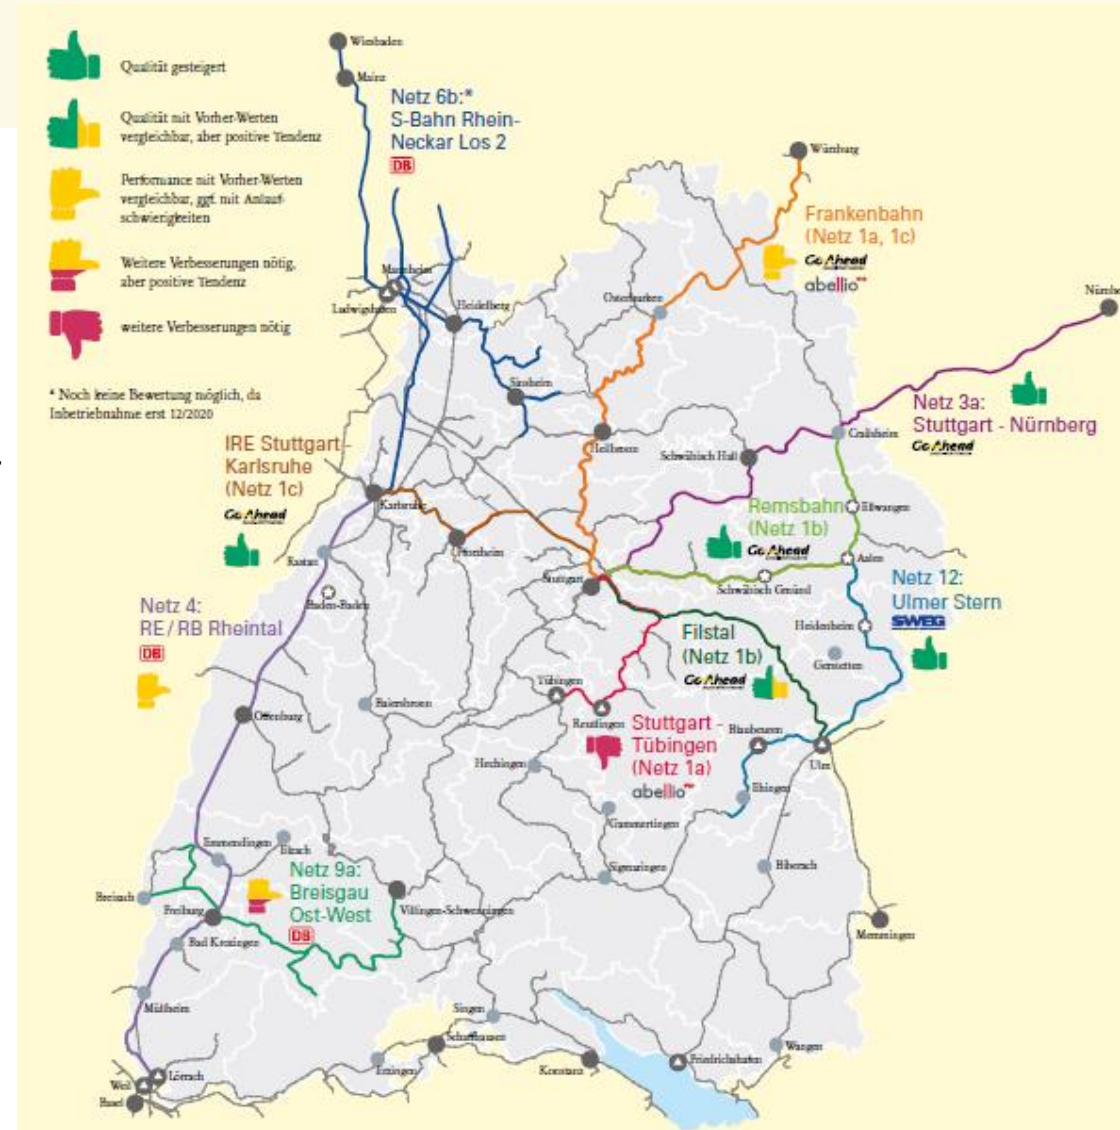 Qualität gesteigert
Qualität mit Vorher-Werten
vergleichbar, aber positive Tendenz
Performance mit Vorher-Werten
vergleichbar, ggf. mit Anlauf-
schwierigkeiten
Weitere Verbesserungen nötig,
aber positive Tendenz
weitere Verbesserungen nötig
* Noch keine Bewertung möglich, da
Inbetriebnahme erst 12/2020
Wiesbaden
Mainz
Netz 6b:*
S-Bahn Rhein-
Neckar Los 2
DB
Würzburg
Frankenbahn
(Netz 1a, 1c)
Go Ahead
abellio
Mannheim
Ludwigshafen
Heidelberg
Osterburken
Nürnbe
Sinsheim
Netz 3a:
Stuttgart - Nürnberg
Go Ahead
Crailsheim
Heilbronn
Schwäbisch Hall
IRE Stuttgart-
Karlsruhe
(Netz 1c)
Go Ahead
Karlsruhe
Pforzheim
Remsbahn
(Netz 1b)
Go Ahead
Ellwangen
Aalen
Rastatt
Stuttgart
Schwäbisch Gmünd
Baden-Baden
Netz 12:
Ulmer Stern
SWEG
Netz 4:
RE/RB Rheintal
DB
Heidenheim
Gerstetten
Filstal
(Netz 1b)
Go Ahead
Tübingen
Reutlingen
Baiersbronn
Offenburg
Stuttgart -
Tübingen
(Netz 1a)
abellio
Blaubeuren
Ulm
Hechingen
Ehingen
Gammertingen
Emmendingen
Elzach
Sigmaringen
Biberach
Netz 9a:
Breisgau
Ost-West
DB
Breisach
Freiburg
Villingen-Schwenningen
Bad Krozingen
Memmingen
Müllheim
Singen
Schaffhausen
Erzingen
Konstanz
Friedrichshafen
Wangen
Weil
Lörrach
Basel